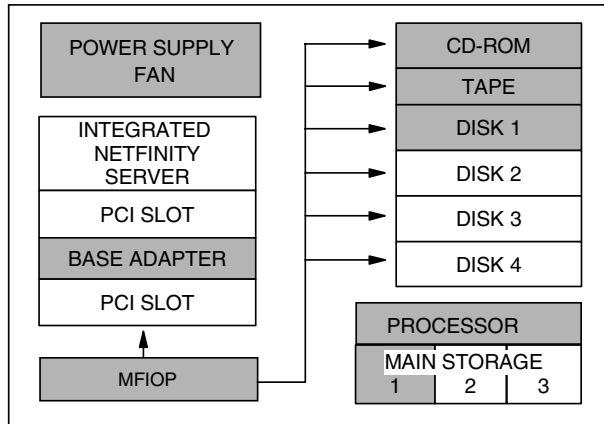 POWER SUPPLY
FAN
INTEGRATED
NETFINITY
SERVER
PCI SLOT
BASE ADAPTER
PCI SLOT
MFIOP
CD-ROM
TAPE
DISK 1
DISK 2
DISK 3
DISK 4
PROCESSOR
MAIN STORAGE
1 2 3